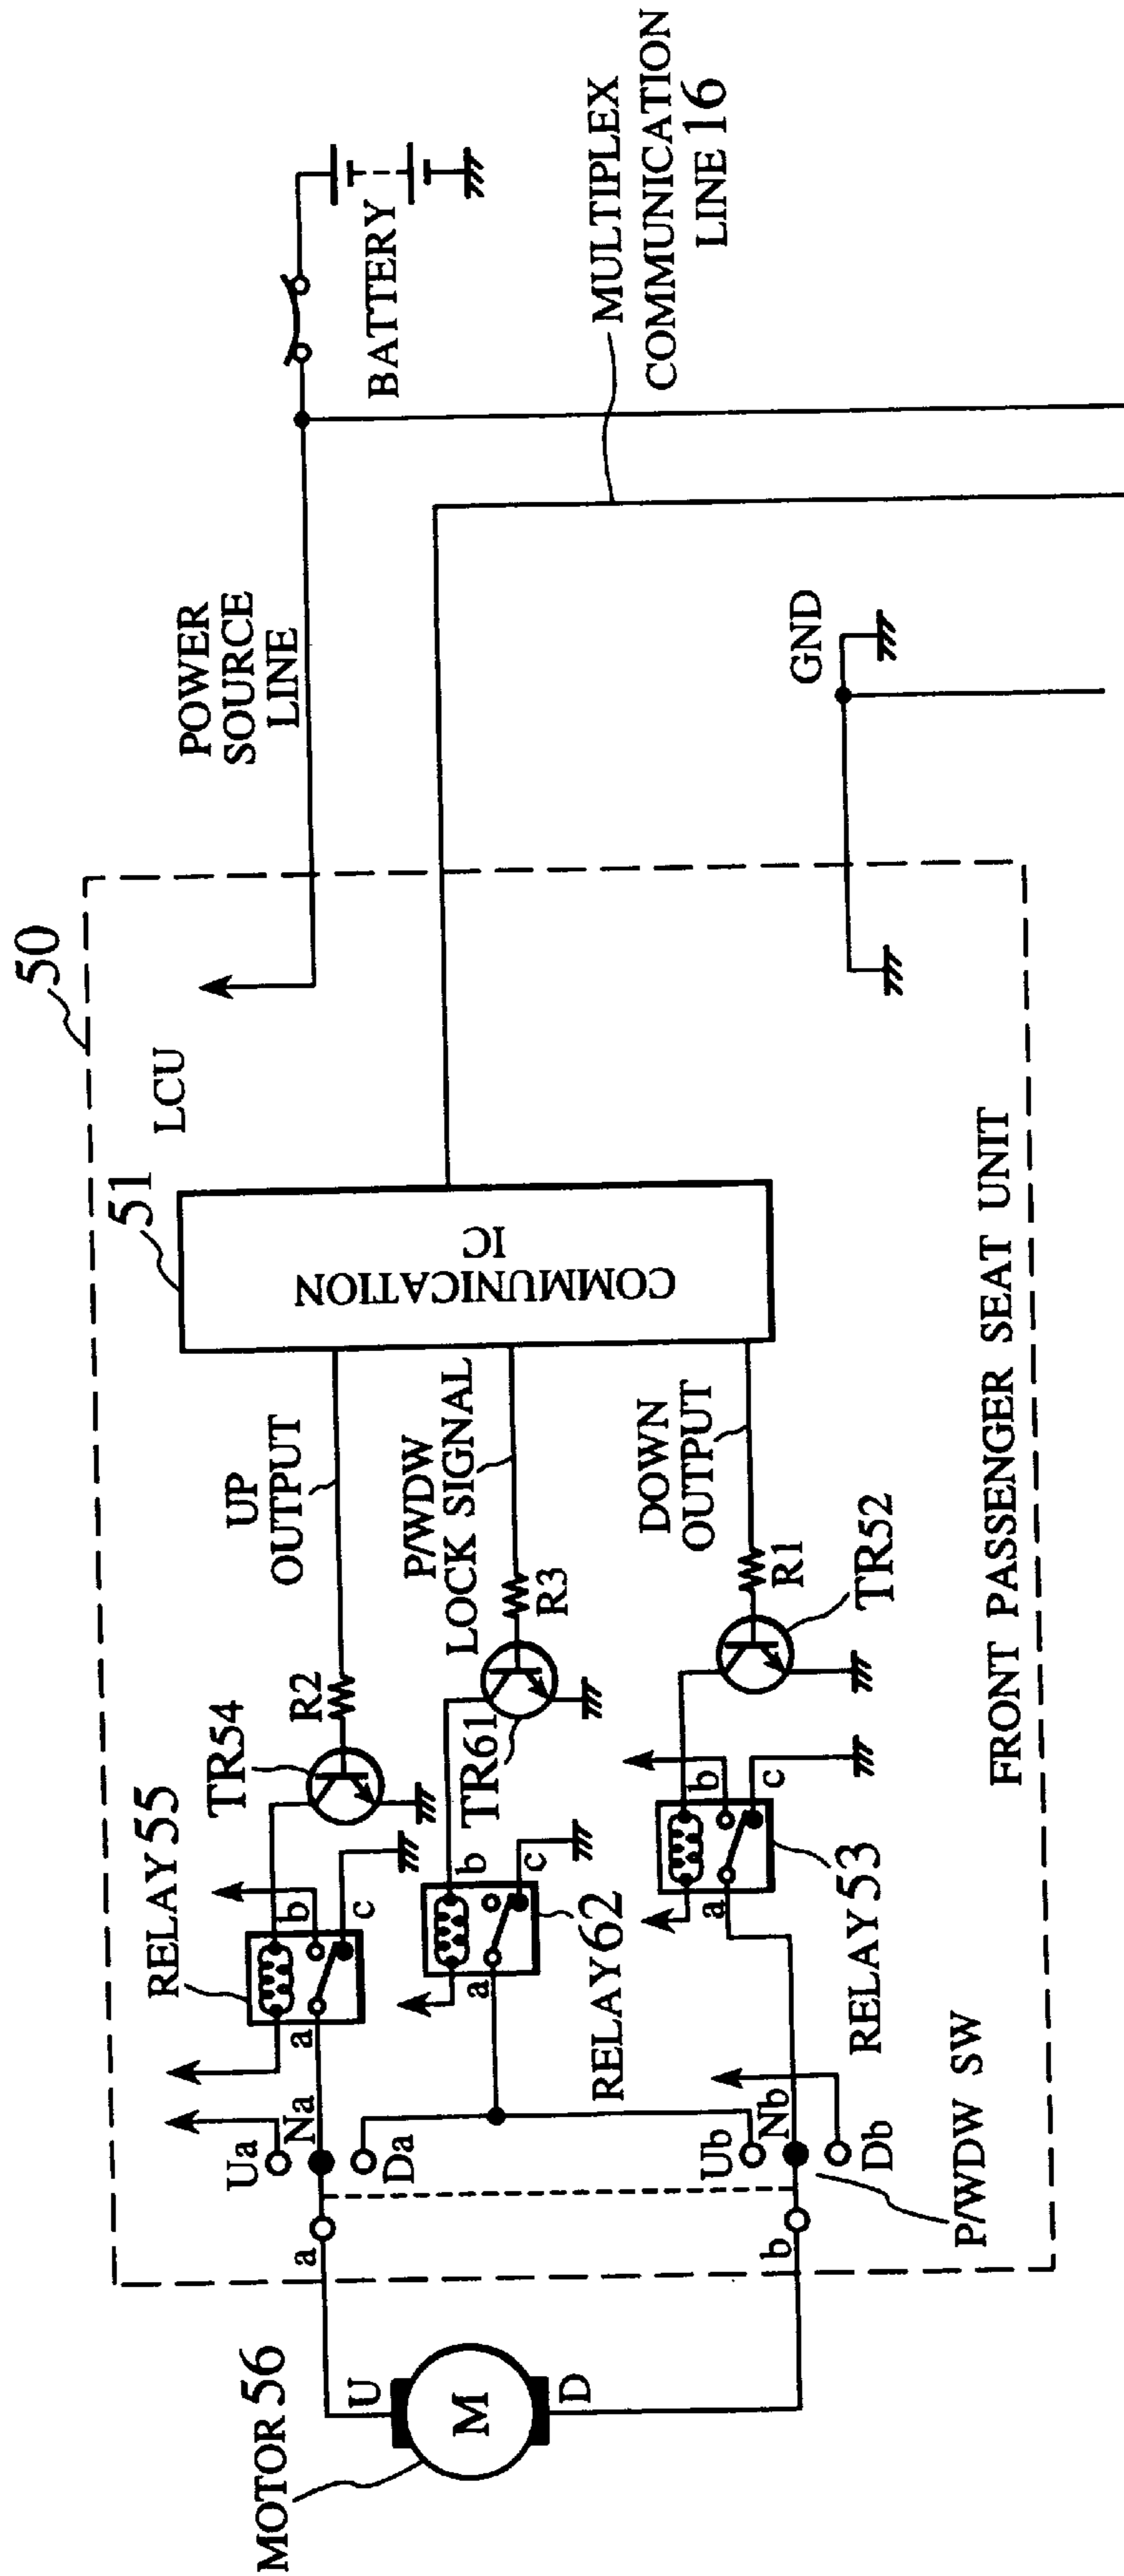 50
LCU
51
COMMUNICATION
IC
POWER
SOURCE
LINE
BATTERY
MULTIPLEX
COMMUNICATION
LINE 16
GND
MOTOR 56
M
U
D
a
b
Ua
Na
Da
Ub
Nb
Db
P/WDW SW
RELAY 55
a
b
c
TR54
R2
UP
OUTPUT
RELAY 62
a
b
c
TR61
R3
P/WDW
LOCK SIGNAL
RELAY 53
a
b
c
TR52
R1
DOWN
OUTPUT
FRONT PASSENGER SEAT UNIT